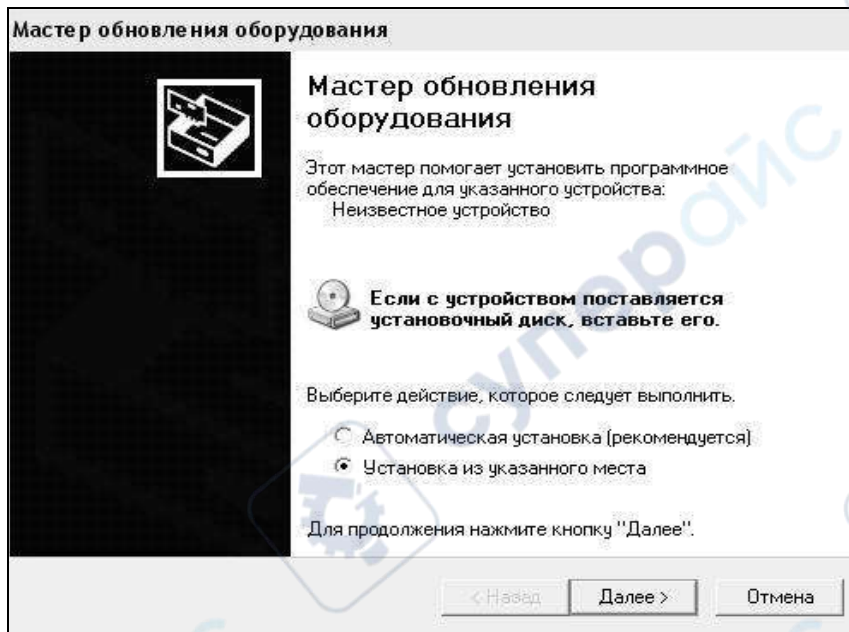 Мастер обновления оборудования
Мастер обновления
оборудования
Этот мастер помогает установить программное
обеспечение для указанного устройства:
Неизвестное устройство
Если с устройством поставляется
установочный диск, вставьте его.
Выберите действие, которое следует выполнить.
Автоматическая установка (рекомендуется)
Установка из указанного места
Для продолжения нажмите кнопку "Далее".
< Назад
Далее >
Отмена
суперайс